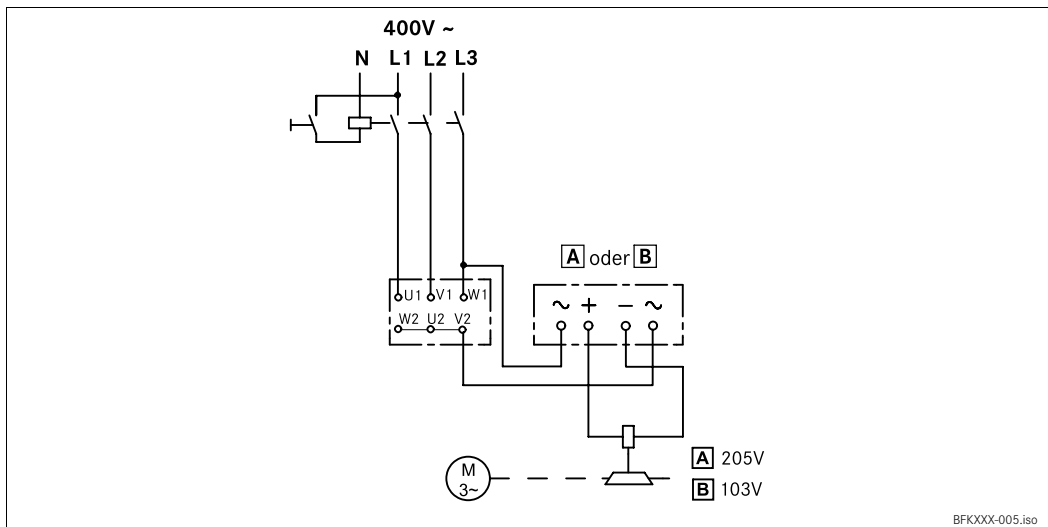 400V ~
N L1 L2 L3
A oder B
U1 V1 W1
W2 U2 V2
~ + − ~
M
3~
A 205V
B 103V
BFKXXX-005.iso